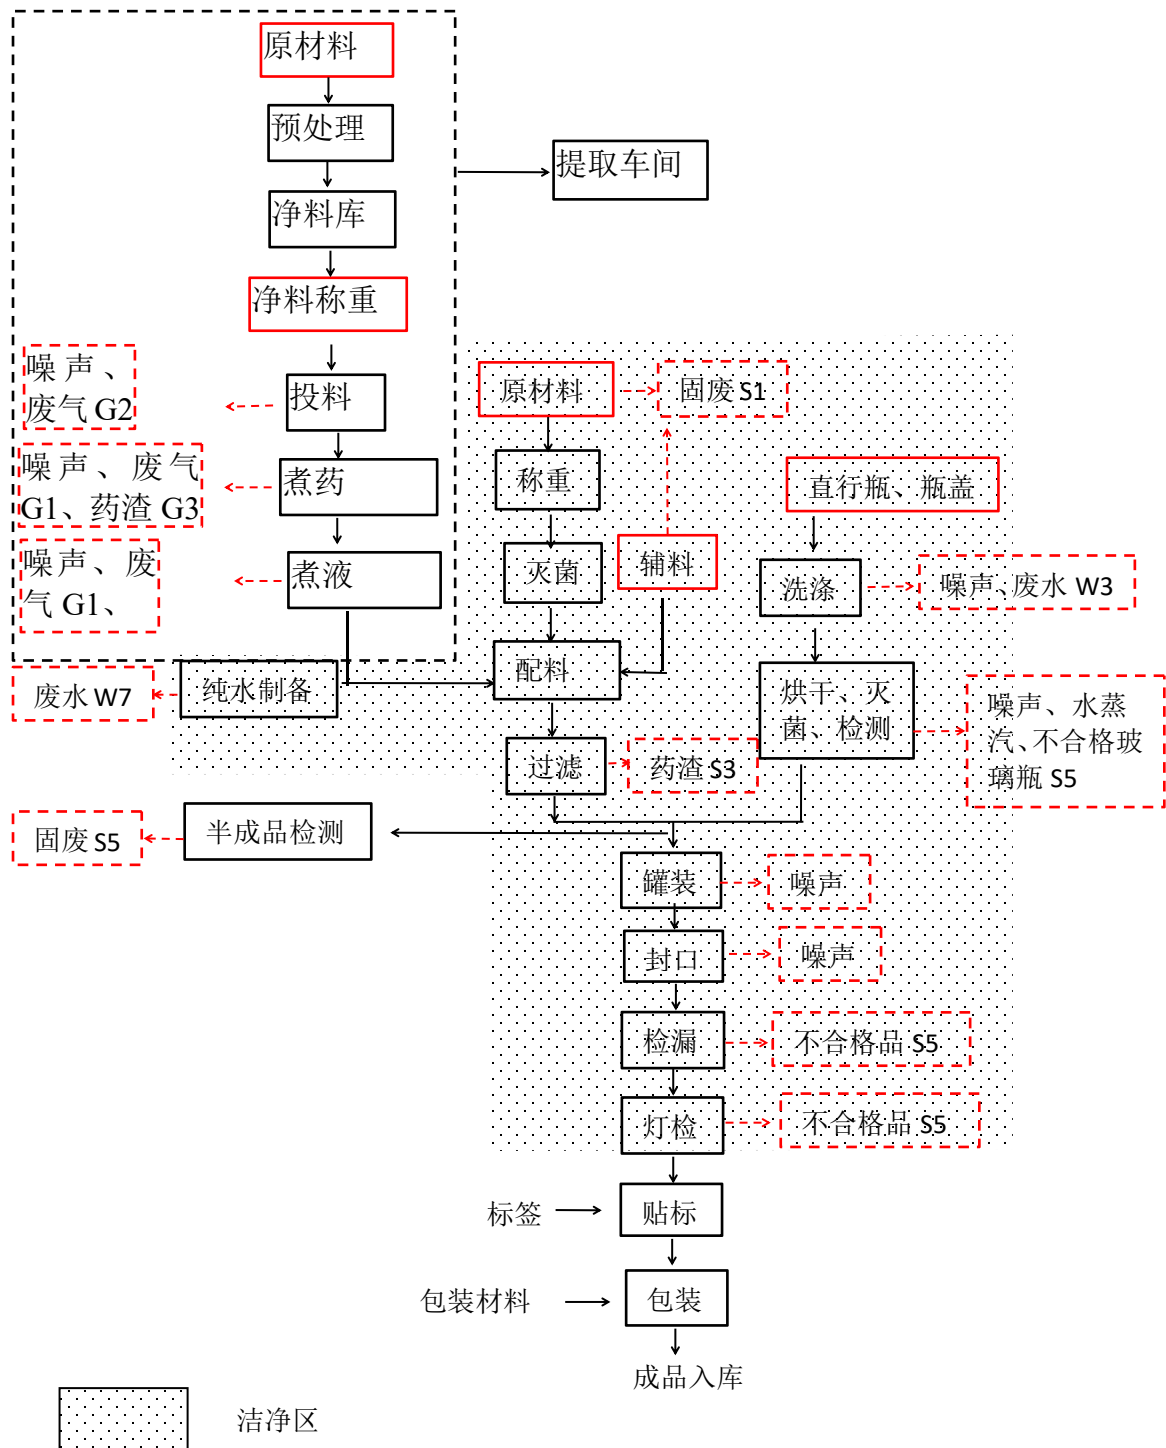 原材料
预处理
提取车间
净料库
净料称重
噪声、
废气 G2
投料
原材料
固废 S1
噪声、废气
G1、药渣 G3
煮药
称重
直行瓶、瓶盖
噪声、废
气 G1、
煮液
灭菌
辅料
洗涤
噪声、废水 W3
废水 W7
纯水制备
配料
烘干、灭
菌、检测
噪声、水蒸
汽、不合格玻
璃瓶 S5
过滤
药渣 S3
固废 S5
半成品检测
罐装
噪声
封口
噪声
检漏
不合格品 S5
灯检
不合格品 S5
标签
贴标
包装材料
包装
成品入库
洁净区